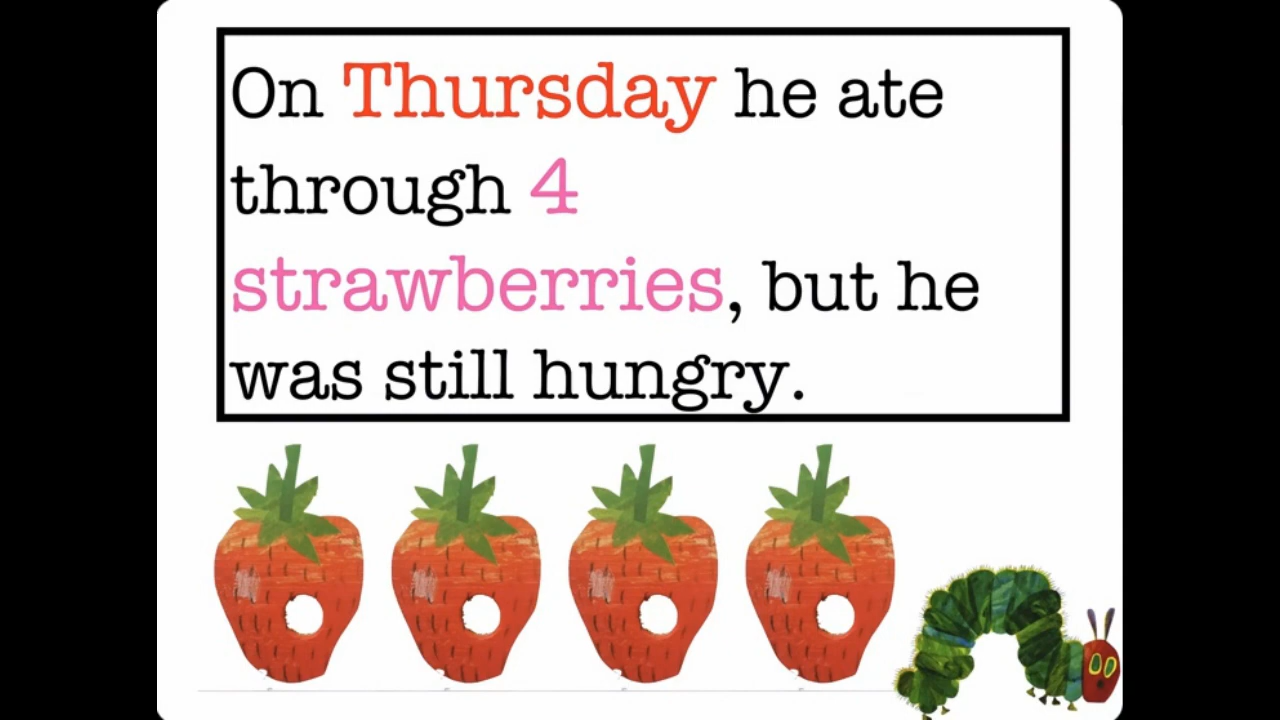 On Thursday he ate
through 4
strawberries, but he
was still hungry.